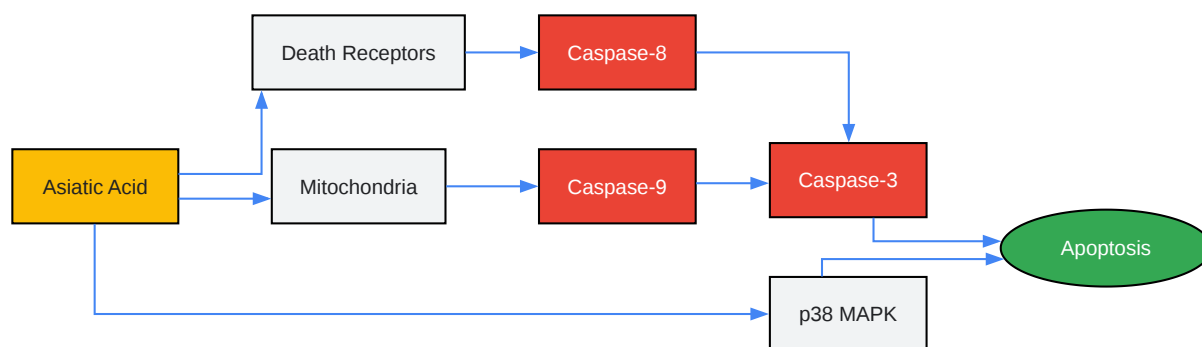 Death Receptors
Caspase-8
Asiatic Acid
Mitochondria
Caspase-9
Caspase-3
Apoptosis
p38 MAPK